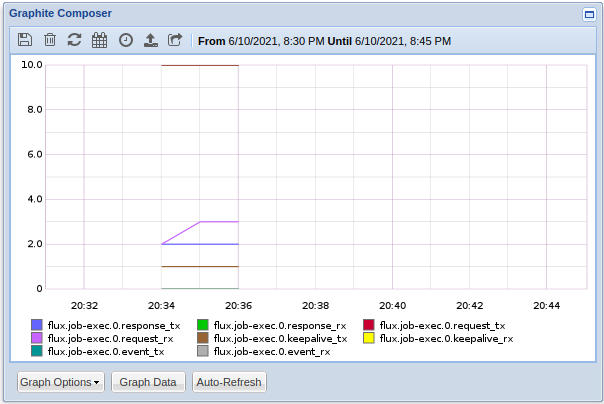 Graphite Composer
From 6/10/2021, 8:30 PM Until 6/10/2021, 8:45 PM
10.0
8.0
6.0
4.0
2.0
0
20:32 20:34 20:36 20:38 20:40 20:42 20:44
flux.job-exec.0.response_tx flux.job-exec.0.response_rx flux.job-exec.0.request_tx
flux.job-exec.0.request_rx flux.job-exec.0.keepalive_tx flux.job-exec.0.keepalive_rx
flux.job-exec.0.event_tx flux.job-exec.0.event_rx
Graph Options Graph Data Auto-Refresh